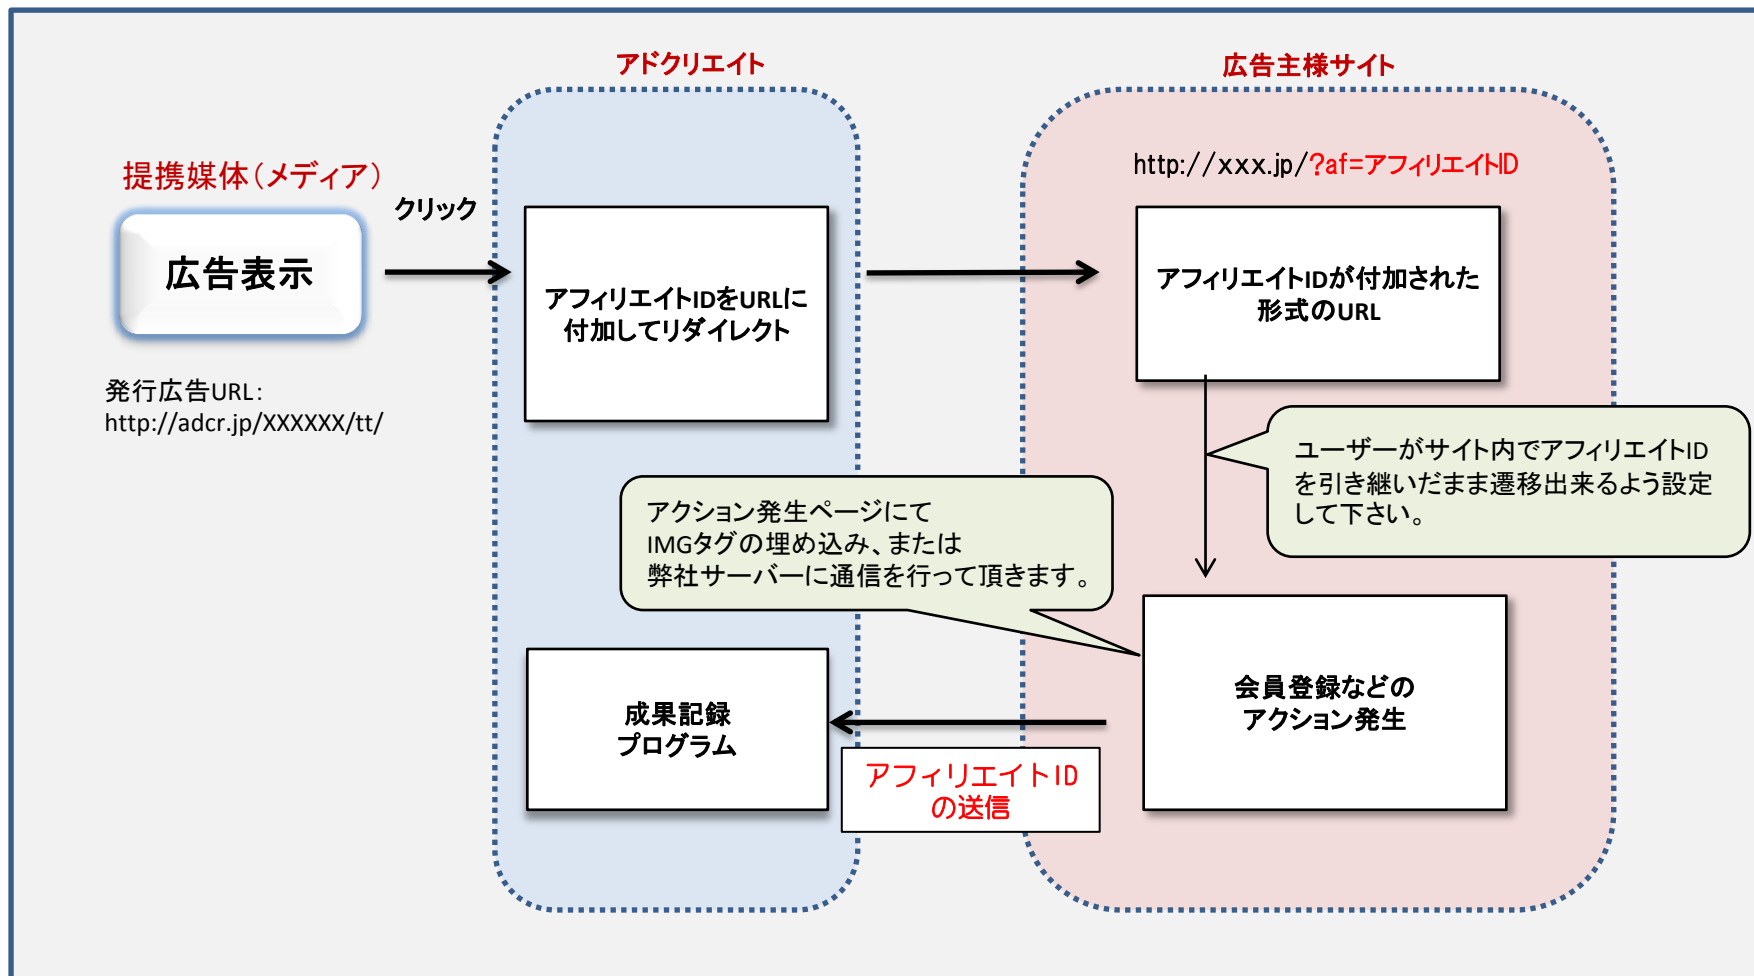 アドクリエイト
広告主様サイト
提携媒体(メディア)
クリック
http://xxx.jp/?af=アフィリエイトID
広告表示
アフィリエイトIDをURLに
付加してリダイレクト
アフィリエイトIDが付加された
形式のURL
発行広告URL:
http://adcr.jp/XXXXXX/tt/
ユーザーがサイト内でアフィリエイトID
を引き継いだまま遷移出来るよう設定
して下さい。
アクション発生ページにて
IMGタグの埋め込み、または
弊社サーバーに通信を行って頂きます。
会員登録などの
アクション発生
成果記録
プログラム
アフィリエイトID
の送信